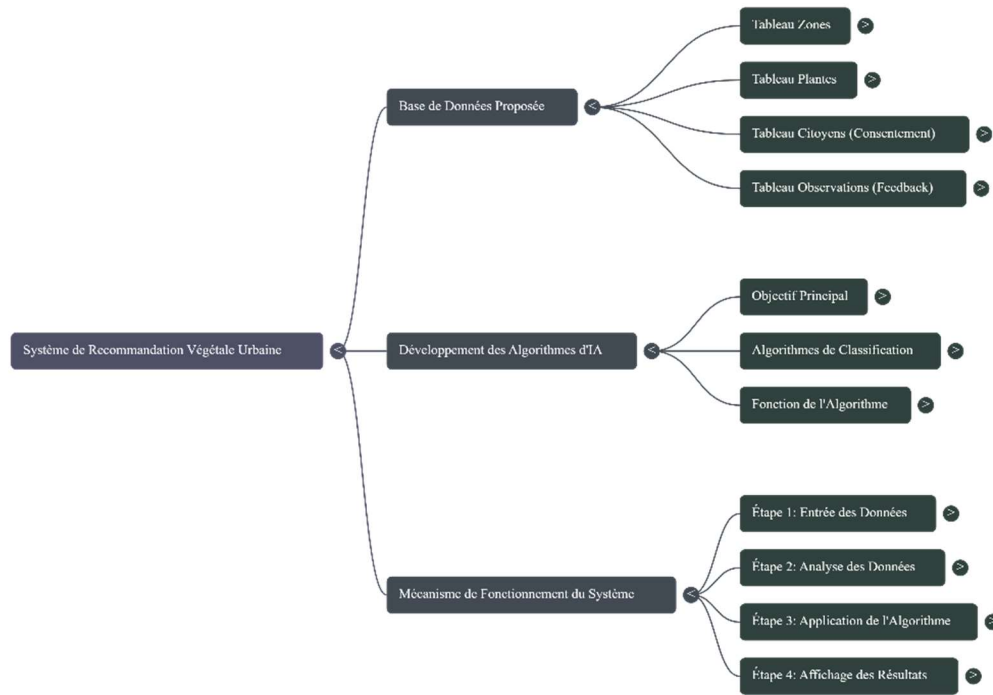 Tableau Zones
Tableau Plantes
Base de Données Proposée
Tableau Citoyens (Consentement)
Tableau Observations (Feedback)
Objectif Principal
Système de Recommandation Végétale Urbaine
Développement des Algorithmes d'IA
Algorithmes de Classification
Fonction de l'Algorithme
Étape 1: Entrée des Données
Étape 2: Analyse des Données
Mécanisme de Fonctionnement du Système
Étape 3: Application de l'Algorithme
Étape 4: Affichage des Résultats